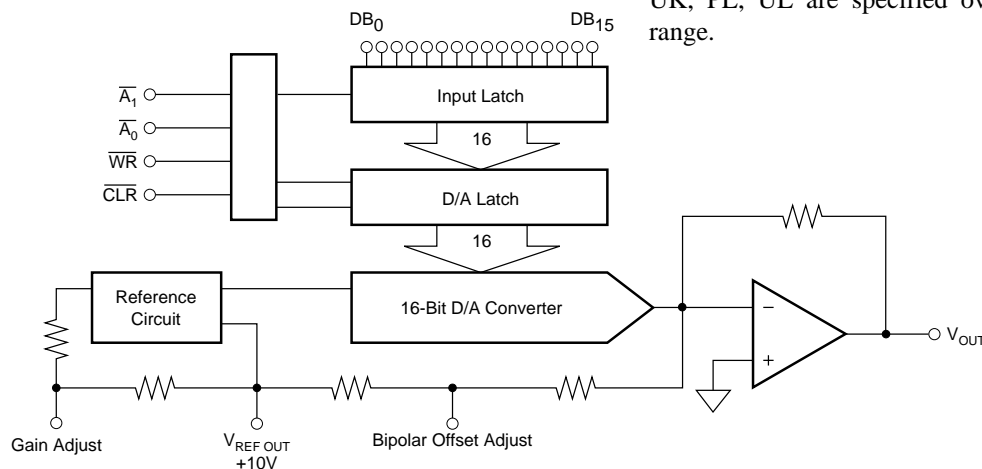 UK, PL, UL are specified ov
range.
DB0 DB15
Input Latch
A1
A0
WR
CLR
16
D/A Latch
16
Reference
Circuit
16-Bit D/A Converter
−
+
VOUT
Gain Adjust
VREF OUT
+10V
Bipolar Offset Adjust